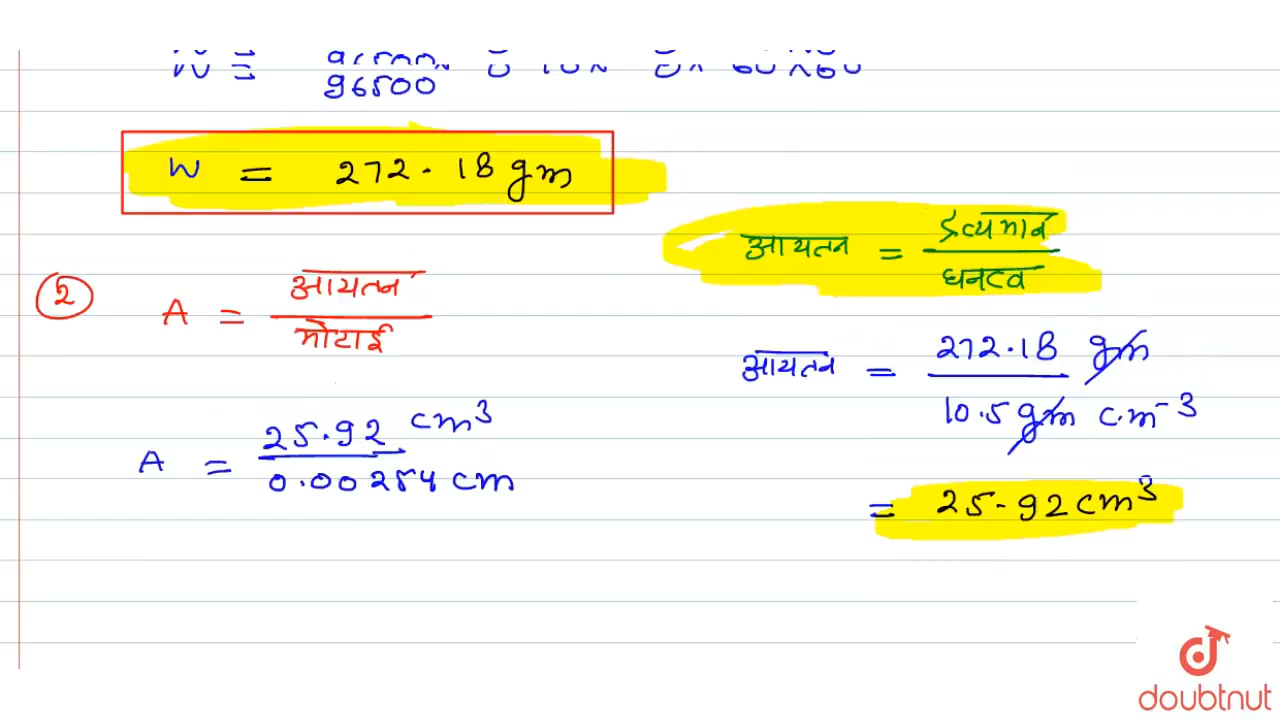 96500
W = 272.18 gm
आयतन = द्रव्यमान / घनत्व
2 A = आयतन / मोटाई
आयतन = 272.18 gm / 10.5 gm c.m⁻³
A = 25.92 cm³ / 0.00254 cm
= 25.92 cm³
doubtnut